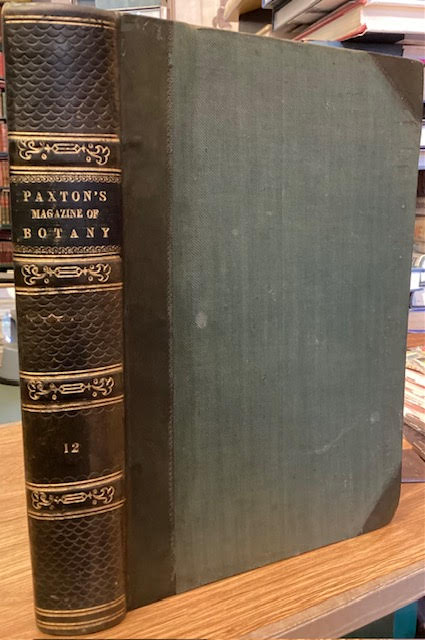 PAXTON'S
MAGAZINE OF
BOTANY
12